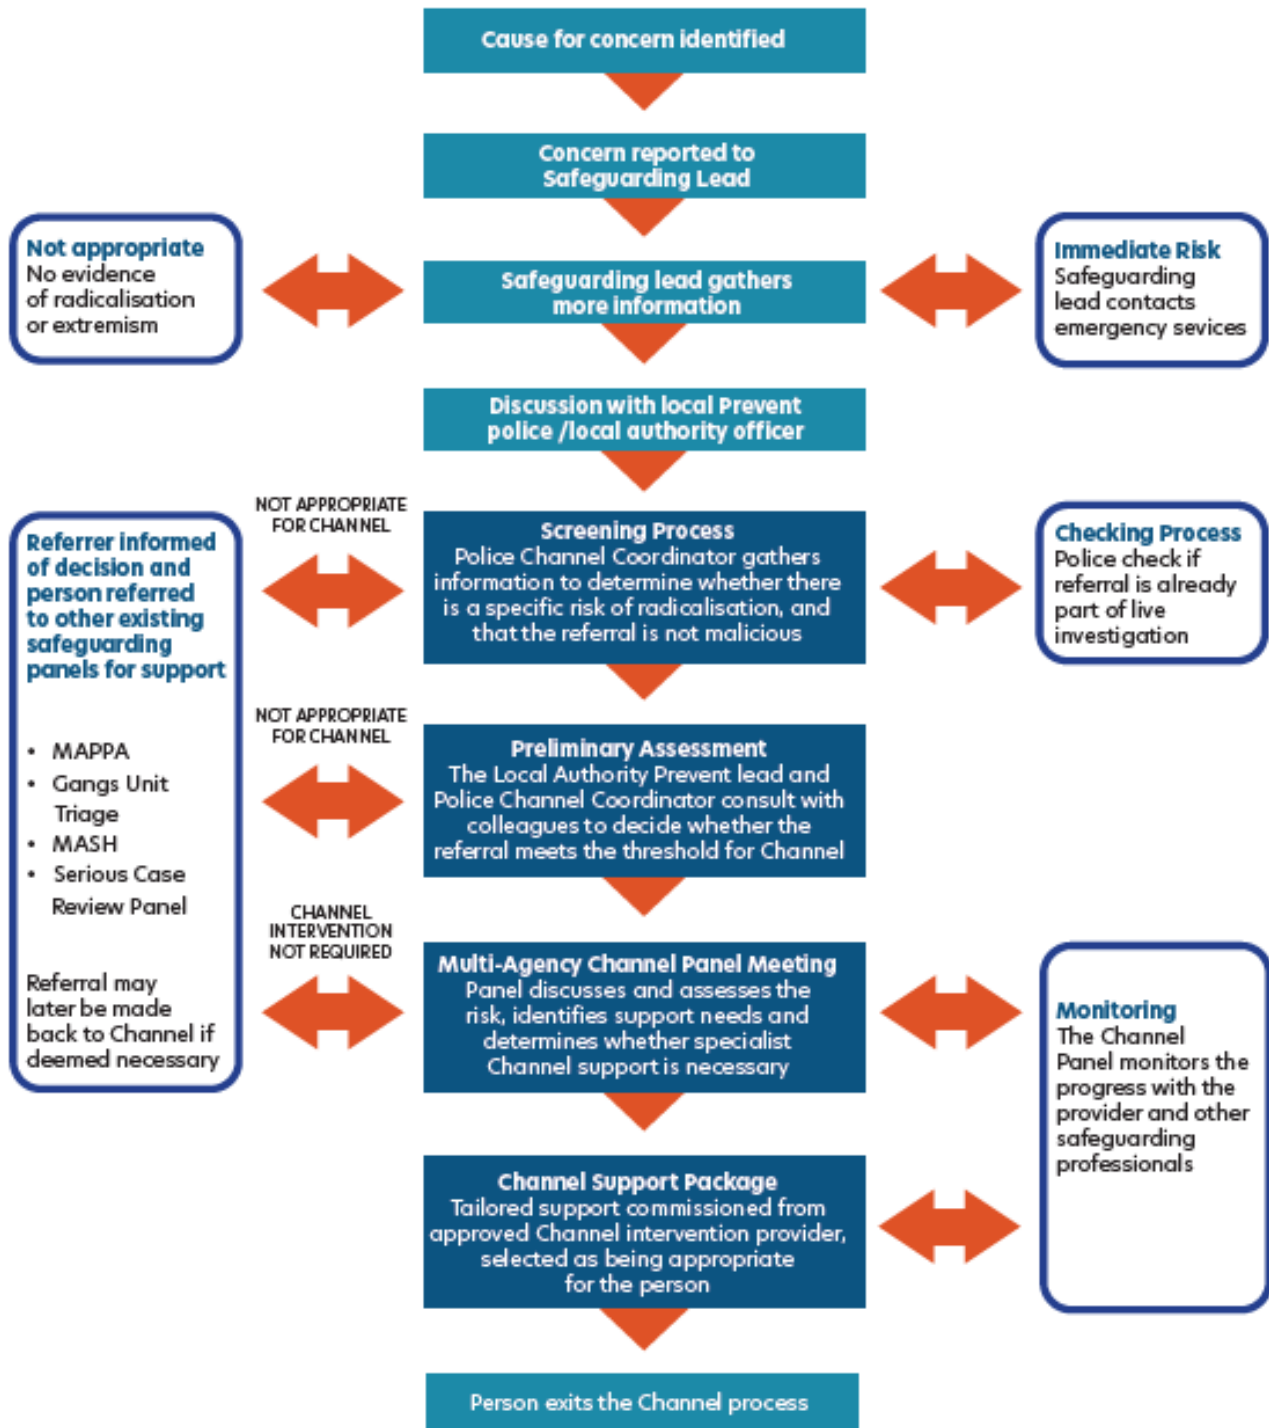 Cause for concern identified
Concern reported to
Safeguarding Lead
Not appropriate
No evidence
of radicalisation
or extremism
Safeguarding lead gathers
more information
Immediate Risk
Safeguarding
lead contacts
emergency sevices
Discussion with local Prevent
police /local authority officer
Referrer informed
of decision and
person referred
to other existing
safeguarding
panels for support
• MAPPA
• Gangs Unit
Triage
• MASH
• Serious Case
Review Panel
Referral may
later be made
back to Channel if
deemed necessary
NOT APPROPRIATE
FOR CHANNEL
Screening Process
Police Channel Coordinator gathers
information to determine whether there
is a specific risk of radicalisation, and
that the referral is not malicious
Checking Process
Police check if
referral is already
part of live
investigation
NOT APPROPRIATE
FOR CHANNEL
Preliminary Assessment
The Local Authority Prevent lead and
Police Channel Coordinator consult with
colleagues to decide whether the
referral meets the threshold for Channel
CHANNEL
INTERVENTION
NOT REQUIRED
Multi-Agency Channel Panel Meeting
Panel discusses and assesses the
risk, identifies support needs and
determines whether specialist
Channel support is necessary
Monitoring
The Channel
Panel monitors the
progress with the
provider and other
safeguarding
professionals
Channel Support Package
Tailored support commissioned from
approved Channel intervention provider,
selected as being appropriate
for the person
Person exits the Channel process